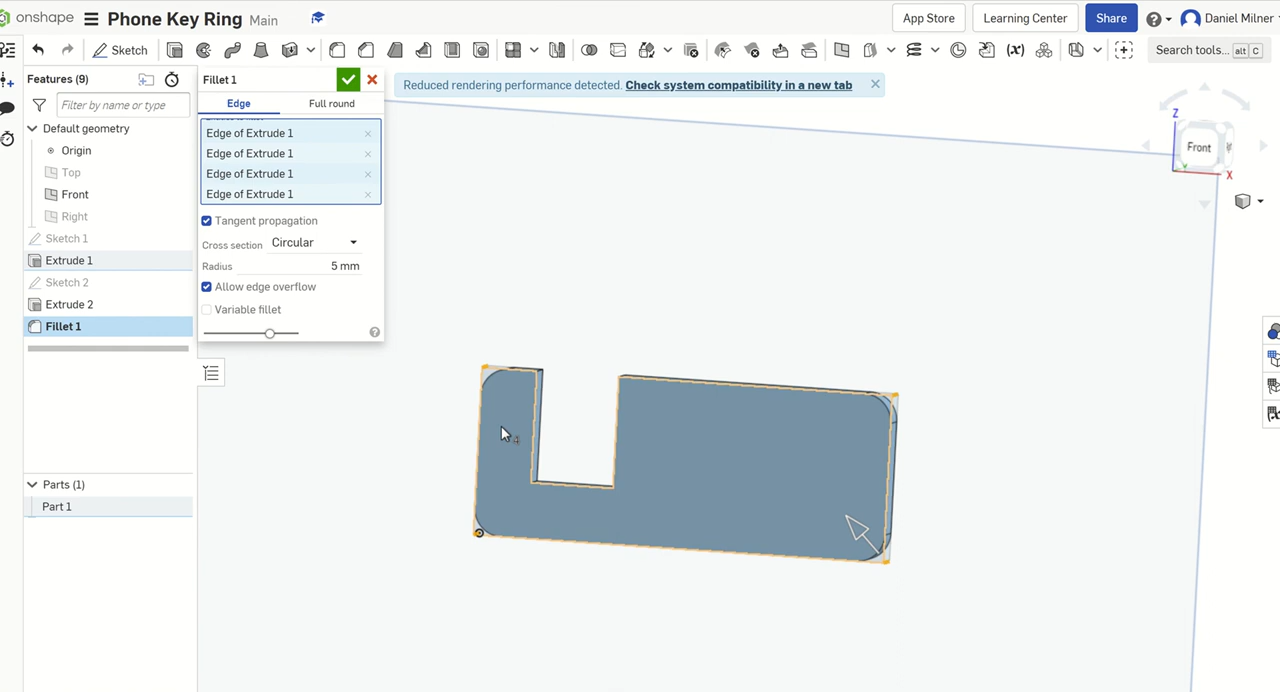 onshape Phone Key Ring Main
App Store
Learning Center
Share
Daniel Milner
Sketch
Search tools... alt C
Features (9)
Filter by name or type
Default geometry
Origin
Top
Front
Right
Sketch 1
Extrude 1
Sketch 2
Extrude 2
Fillet 1
Parts (1)
Part 1
Fillet 1
Edge
Full round
Edge of Extrude 1
Edge of Extrude 1
Edge of Extrude 1
Edge of Extrude 1
Tangent propagation
Cross section Circular
Radius 5 mm
Allow edge overflow
Variable fillet
Reduced rendering performance detected. Check system compatibility in a new tab
4
Z
Front
X